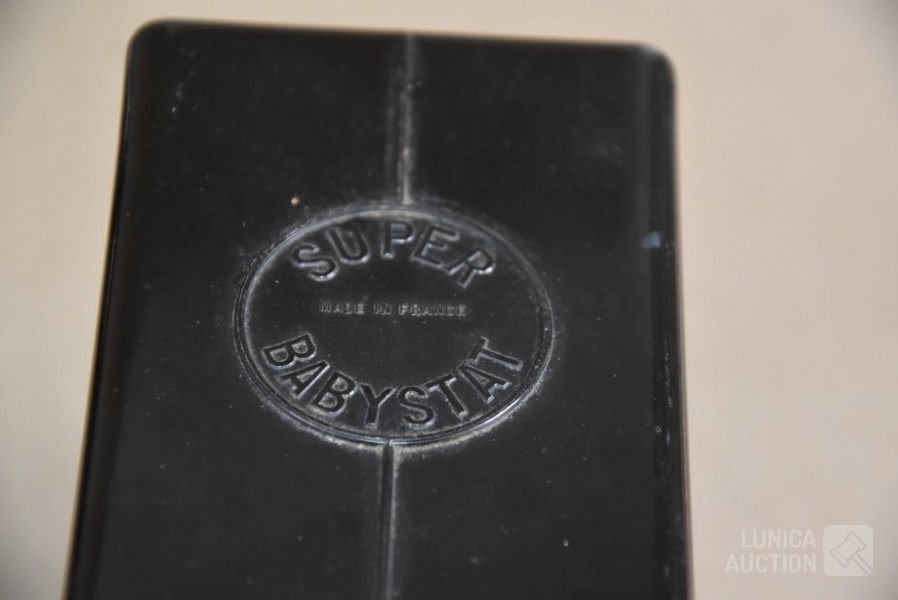 SUPER
MADE IN FRANCE
BABYSTAT
LUNICA
AUCTION